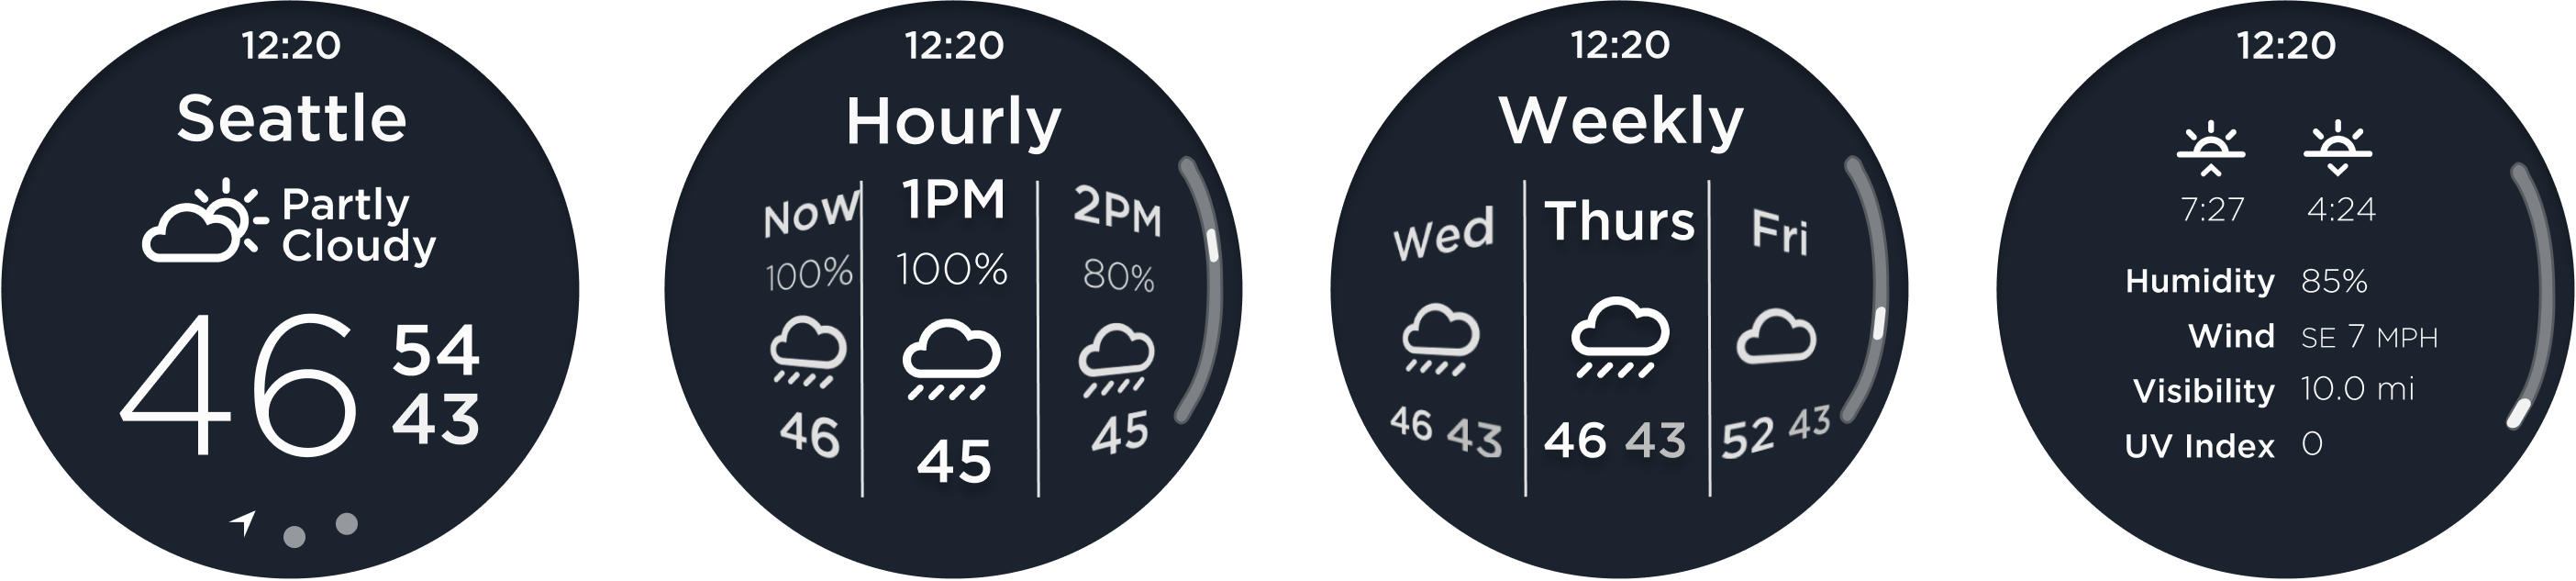 12:20
Seattle
Partly
Cloudy
46
54
43
12:20
Hourly
Now 1PM 2PM
100% 100% 80%
46 45 45
12:20
Weekly
Wed Thurs Fri
46 43 46 43 52 43
12:20
7:27 4:24
Humidity 85%
Wind SE 7 MPH
Visibility 10.0 mi
UV Index 0